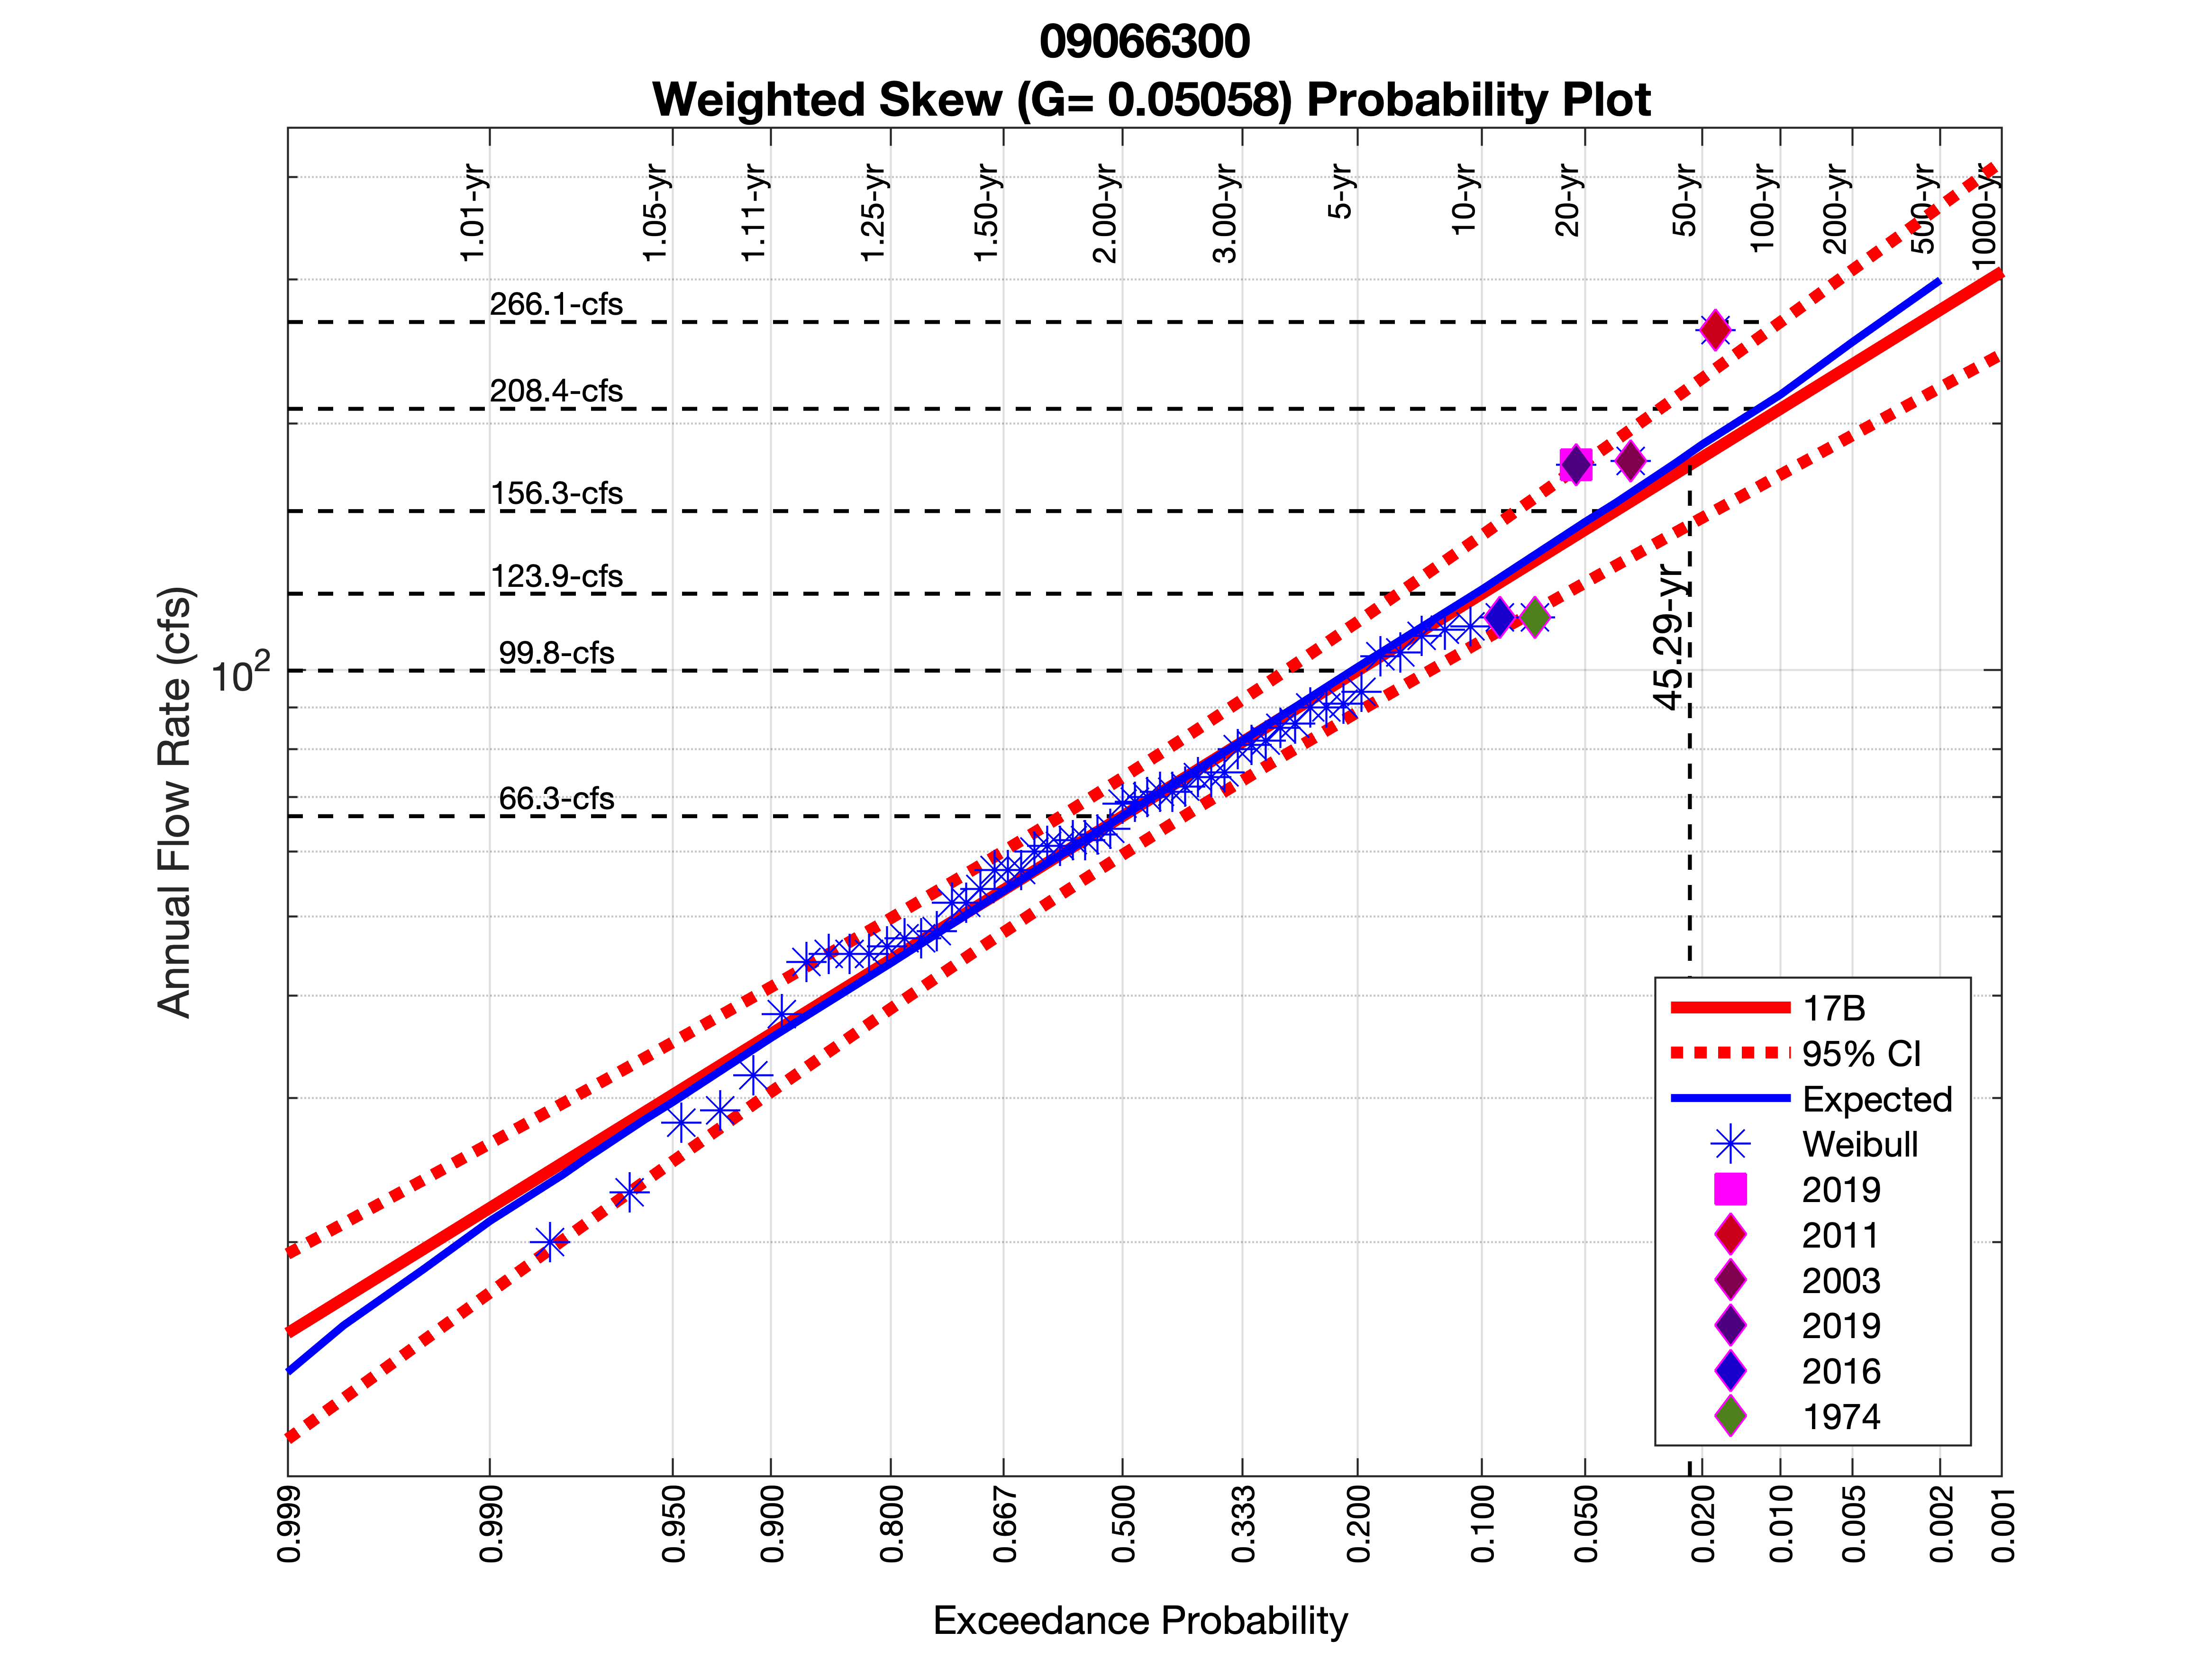 09066300
Weighted Skew (G= 0.05058) Probability Plot
1.01-yr
1.05-yr
1.11-yr
1.25-yr
1.50-yr
2.00-yr
3.00-yr
5-yr
10-yr
20-yr
50-yr
100-yr
200-yr
500-yr
1000-yr
266.1-cfs
208.4-cfs
156.3-cfs
123.9-cfs
99.8-cfs
66.3-cfs
45.29-yr
Annual Flow Rate (cfs)
10²
17B
95% CI
Expected
Weibull
2019
2011
2003
2019
2016
1974
0.999
0.990
0.950
0.900
0.800
0.667
0.500
0.333
0.200
0.100
0.050
0.020
0.010
0.005
0.002
0.001
Exceedance Probability